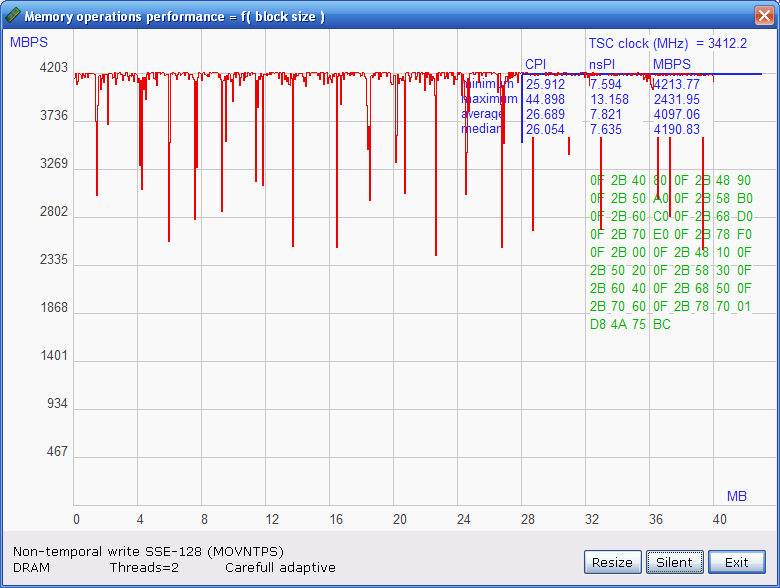 Memory operations performance = f( block size )
MBPS
TSC clock (MHz) = 3412.2
CPI nsPI MBPS
minimum 25.912 7.594 4213.77
maximum 44.898 13.158 2431.95
average 26.689 7.821 4097.06
median 26.054 7.635 4190.83
4203
3736
3269
2802
2335
1868
1401
934
467
0F 2B 40 80 0F 2B 48 90
0F 2B 50 A0 0F 2B 58 B0
0F 2B 60 C0 0F 2B 68 D0
0F 2B 70 E0 0F 2B 78 F0
0F 2B 00 0F 2B 48 10 0F
2B 50 20 0F 2B 58 30 0F
2B 60 40 0F 2B 68 50 0F
2B 70 60 0F 2B 78 70 01
D8 4A 75 BC
MB
0 4 8 12 16 20 24 28 32 36 40
Non-temporal write SSE-128 (MOVNTPS)
DRAM Threads=2 Carefull adaptive
Resize Silent Exit